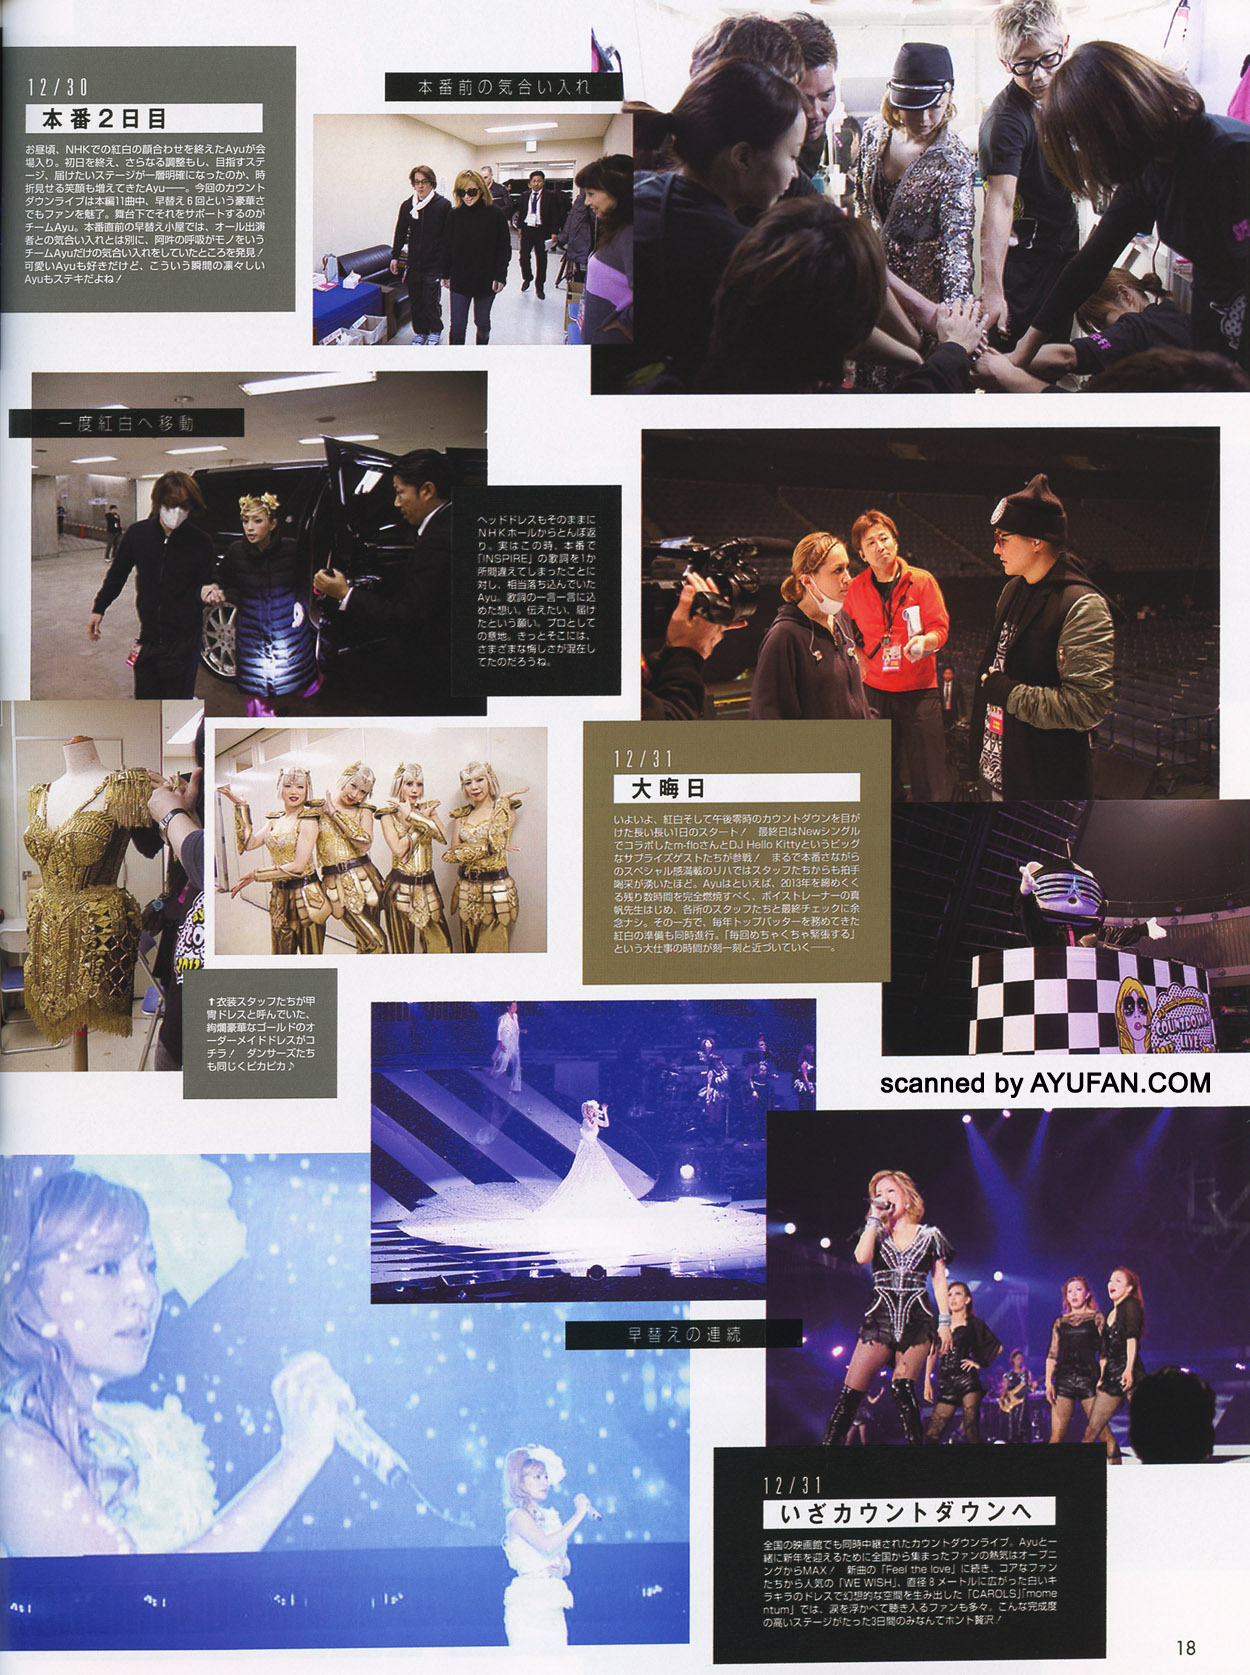 12/30
本番2日目
お昼頃、NHKでの紅白の顔合わせを終えたAyuが会
場入り。初日を終え、さらなる調整もし、目指すステ
ージ、届けたいステージが一層明確になったのか、時
折見せる笑顔も増えてきたAyu――。今回のカウント
ダウンライブは本編11曲中、早替え6回という豪華さ
でもファンを魅了。舞台下でそれをサポートするのが
チームAyu。本番直前の早替え小屋では、オール出演
者との気合い入れとは別に、阿吽の呼吸がモノをいう
チームAyuだけの気合い入れをしていたところを発見！
可愛いAyuも好きだけど、こういう瞬間の凛々しい
Ayuもステキだよね！
本番前の気合い入れ
一度紅白へ移動
ヘッドドレスもそのままに
NHKホールからとんぼ返
り。実はこの時、本番で
「INSPIRE」の歌詞を1か
所間違えてしまったことに
対し、相当落ち込んでいた
Ayu。歌詞の一言一言に込
めた想い。伝えたい、届け
たという願い。プロとして
の意地。きっとそこには、
さまざまな悔しさが混在し
てたのだろうね。
12/31
大晦日
いよいよ、紅白そして午後零時のカウントダウンを目が
けた長い長い1日のスタート！ 最終日はNewシングル
でコラボしたm-floさんとDJ Hello Kittyというビッグ
なサプライズゲストたちが参戦！ まるで本番さながら
のスペシャル感満載のリハではスタッフたちからも拍手
喝采が湧いたほど。Ayuはといえば、2013年を締めくく
る残り数時間を完全燃焼すべく、ボイストレーナーの真
帆先生はじめ、各所のスタッフたちと最終チェックに余
念ナシ。その一方で、毎年トップバッターを務めてきた
紅白の準備も同時進行。「毎回めちゃくちゃ緊張する」
という大仕事の時間が刻一刻と近づいていく――。
↑衣装スタッフたちが甲
冑ドレスと呼んでいた、
絢爛豪華なゴールドのオ
ーダーメイドドレスがコ
チラ！ ダンサーズたち
も同じくピカピカ♪
COUNTDOWN
LIVE
scanned by AYUFAN.COM
早替えの連続
12/31
いざカウントダウンへ
全国の映画館でも同時中継されたカウントダウンライブ。Ayuと一
緒に新年を迎えるために全国から集まったファンの熱気はオープニ
ングからMAX！ 新曲の「Feel the love」に続き、コアなファン
たちから人気の「WE WISH」、直径8メートルに広がった白いキ
ラキラのドレスで幻想的な空間を生み出した「CAROLS」「mome
ntum」では、涙を浮かべて聴き入るファンも多々。こんな完成度
の高いステージがたった3日間のみなんてホント贅沢！
18